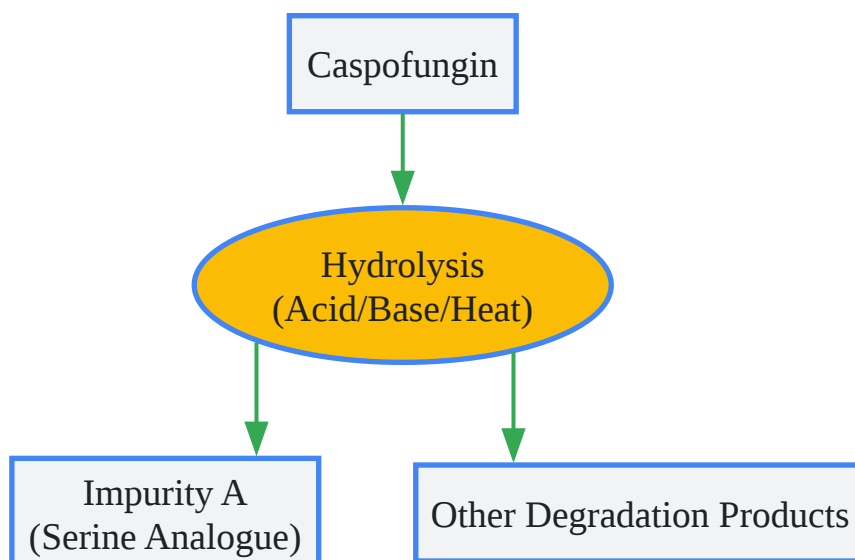 Caspofungin
Hydrolysis
(Acid/Base/Heat)
Impurity A
(Serine Analogue)
Other Degradation Products